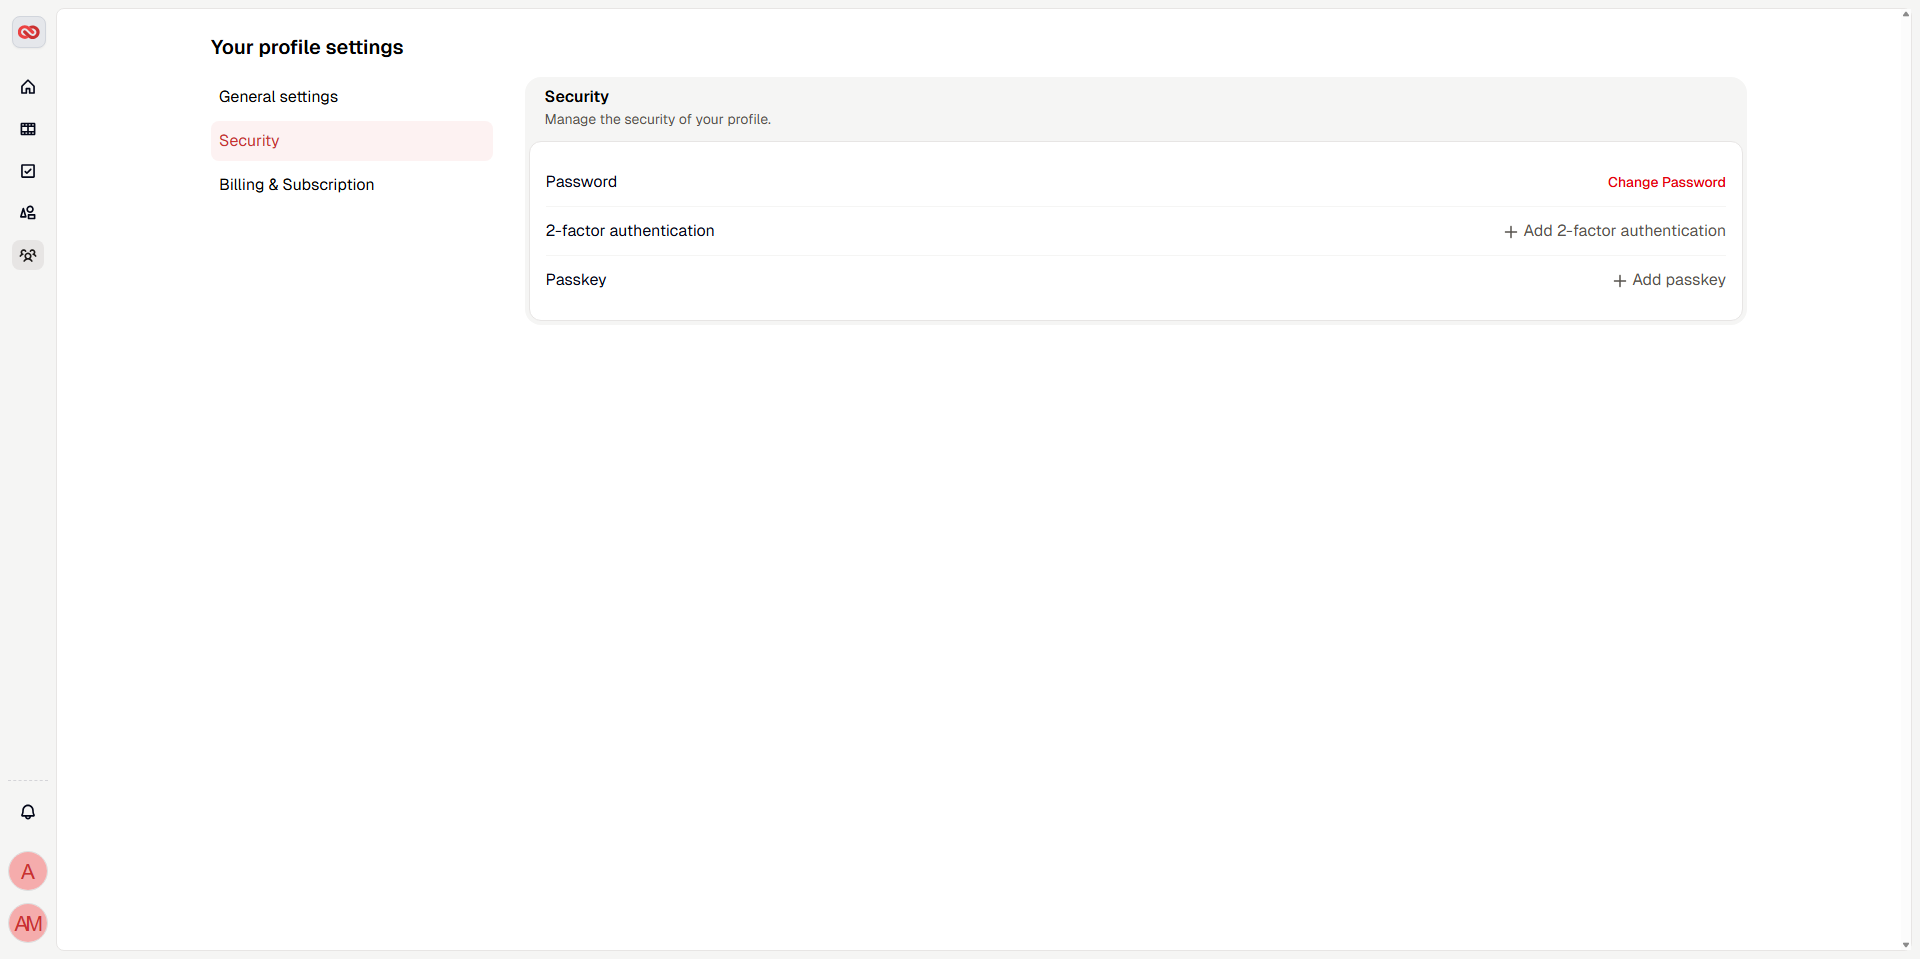 Your profile settings
General settings
Security
Billing & Subscription
Security
Manage the security of your profile.
Password
Change Password
2-factor authentication
Add 2-factor authentication
Passkey
Add passkey
A
AM